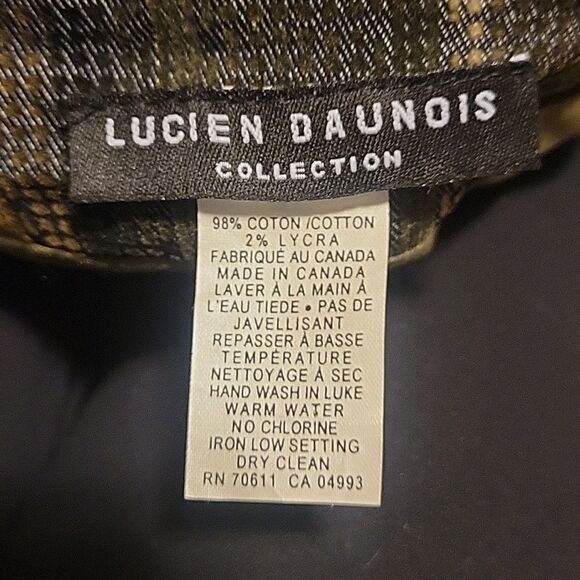 LUCIEN DAUNOIS
COLLECTION
98% COTON/COTTON
2% LYCRA
FABRIQUÉ AU CANADA
MADE IN CANADA
LAVER À LA MAIN À
L'EAU TIEDE • PAS DE
JAVELLISANT
REPASSER À BASSE
TEMPÉRATURE
NETTOYAGE À SEC
HAND WASH IN LUKE
WARM WATER
NO CHLORINE
IRON LOW SETTING
DRY CLEAN
RN 70611 CA 04993